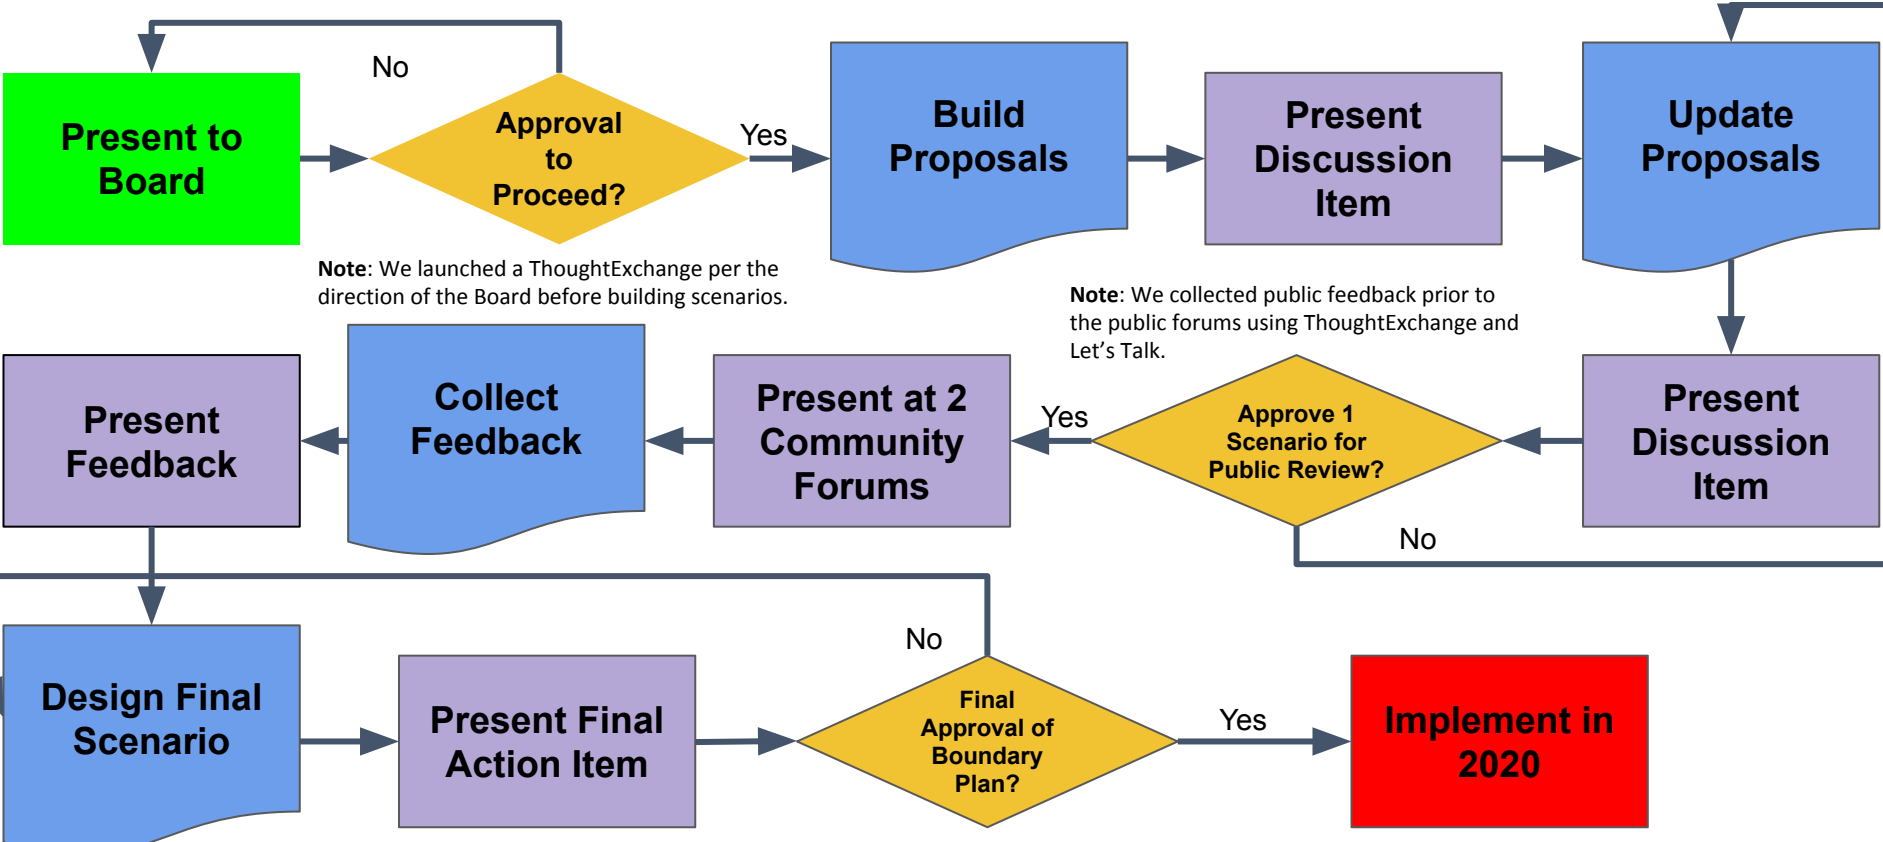 No
Present to
Board
Approval
to
Proceed?
Yes
Build
Proposals
Present
Discussion
Item
Update
Proposals
Note: We launched a ThoughtExchange per the
direction of the Board before building scenarios.
Note: We collected public feedback prior to
the public forums using ThoughtExchange and
Let's Talk.
Present
Discussion
Item
Approve 1
Scenario for
Public Review?
No
Yes
Present at 2
Community
Forums
Collect
Feedback
Present
Feedback
Design Final
Scenario
Present Final
Action Item
No
Final
Approval of
Boundary
Plan?
Yes
Implement in
2020